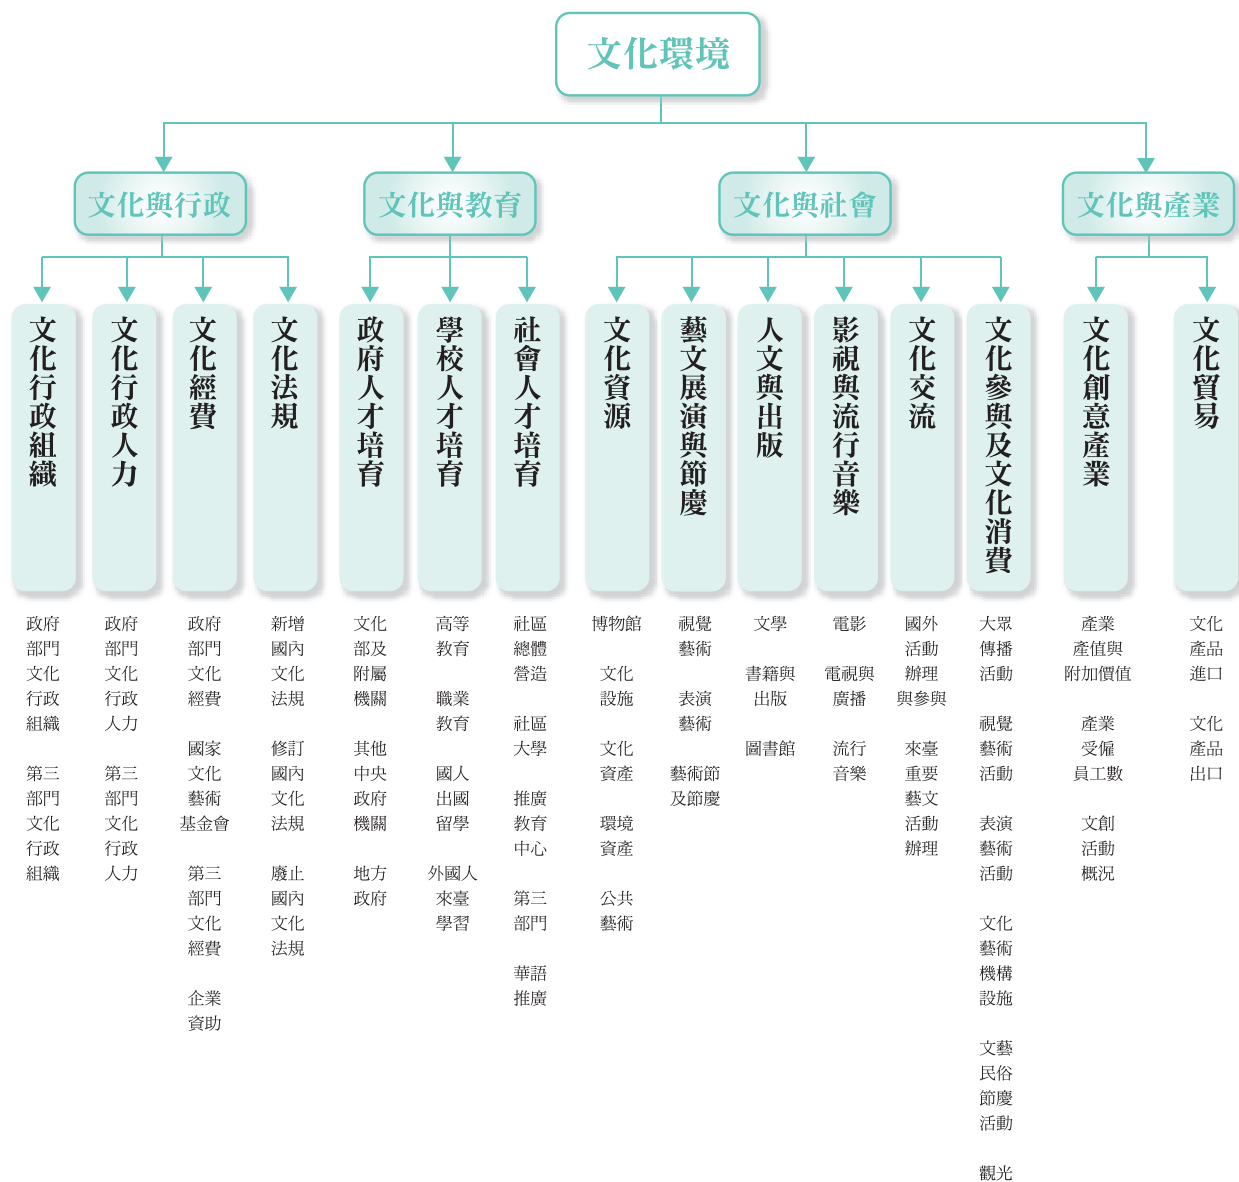 文化環境
文化與行政
文化與教育
文化與社會
文化與產業
文化行政組織
文化行政人力
文化經費
文化法規
政府人才培育
學校人才培育
社會人才培育
文化資源
藝文展演與節慶
人文與出版
影視與流行音樂
文化交流
文化參與及文化消費
文化創意產業
文化貿易
政府
部門
文化
行政
組織
第三
部門
文化
行政
組織
政府
部門
文化
行政
人力
第三
部門
文化
行政
人力
政府
部門
文化
經費
國家
文化
藝術
基金會
第三
部門
文化
經費
企業
資助
新增
國內
文化
法規
修訂
國內
文化
法規
廢止
國內
文化
法規
文化
部及
附屬
機關
其他
中央
政府
機關
地方
政府
高等
教育
職業
教育
國人
出國
留學
外國人
來臺
學習
社區
總體
營造
社區
大學
推廣
教育
中心
第三
部門
華語
推廣
博物館
文化
設施
文化
資產
環境
資產
公共
藝術
視覺
藝術
表演
藝術
藝術節
及節慶
文學
書籍與
出版
圖書館
電影
電視與
廣播
流行
音樂
國外
活動
辦理
與參與
來臺
重要
藝文
活動
辦理
大眾
傳播
活動
視覺
藝術
活動
表演
藝術
活動
文化
藝術
機構
設施
文藝
民俗
節慶
活動
觀光
產業
產值與
附加價值
產業
受僱
員工數
文創
活動
概況
文化
產品
進口
文化
產品
出口